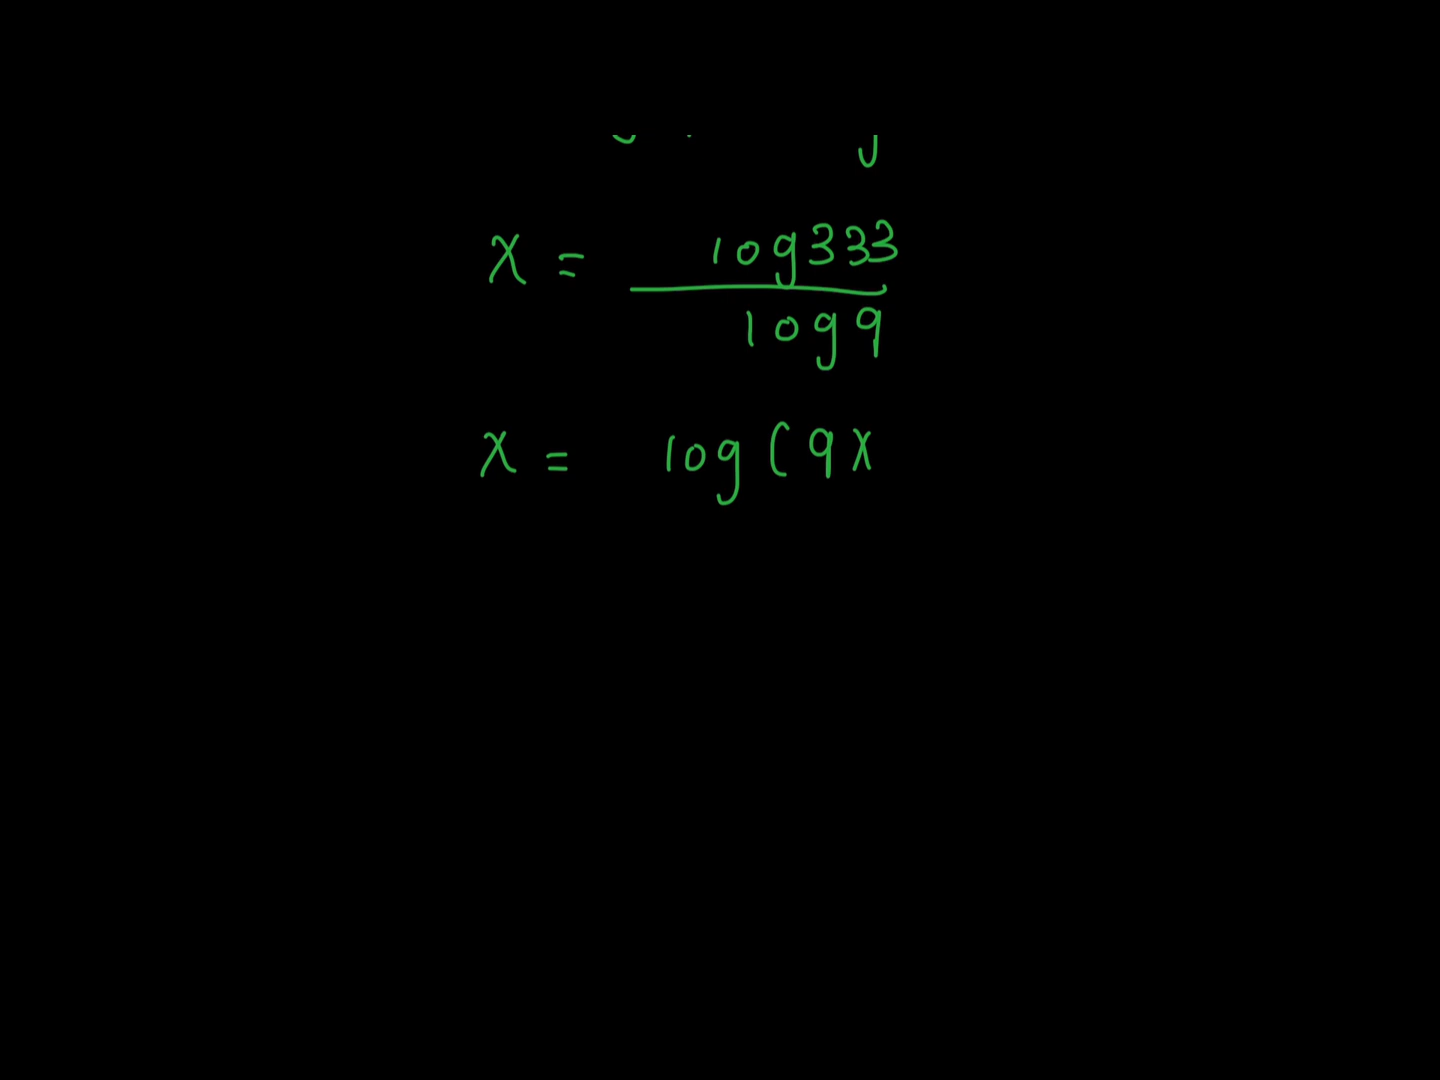 x = log333
log9
x = log(9x